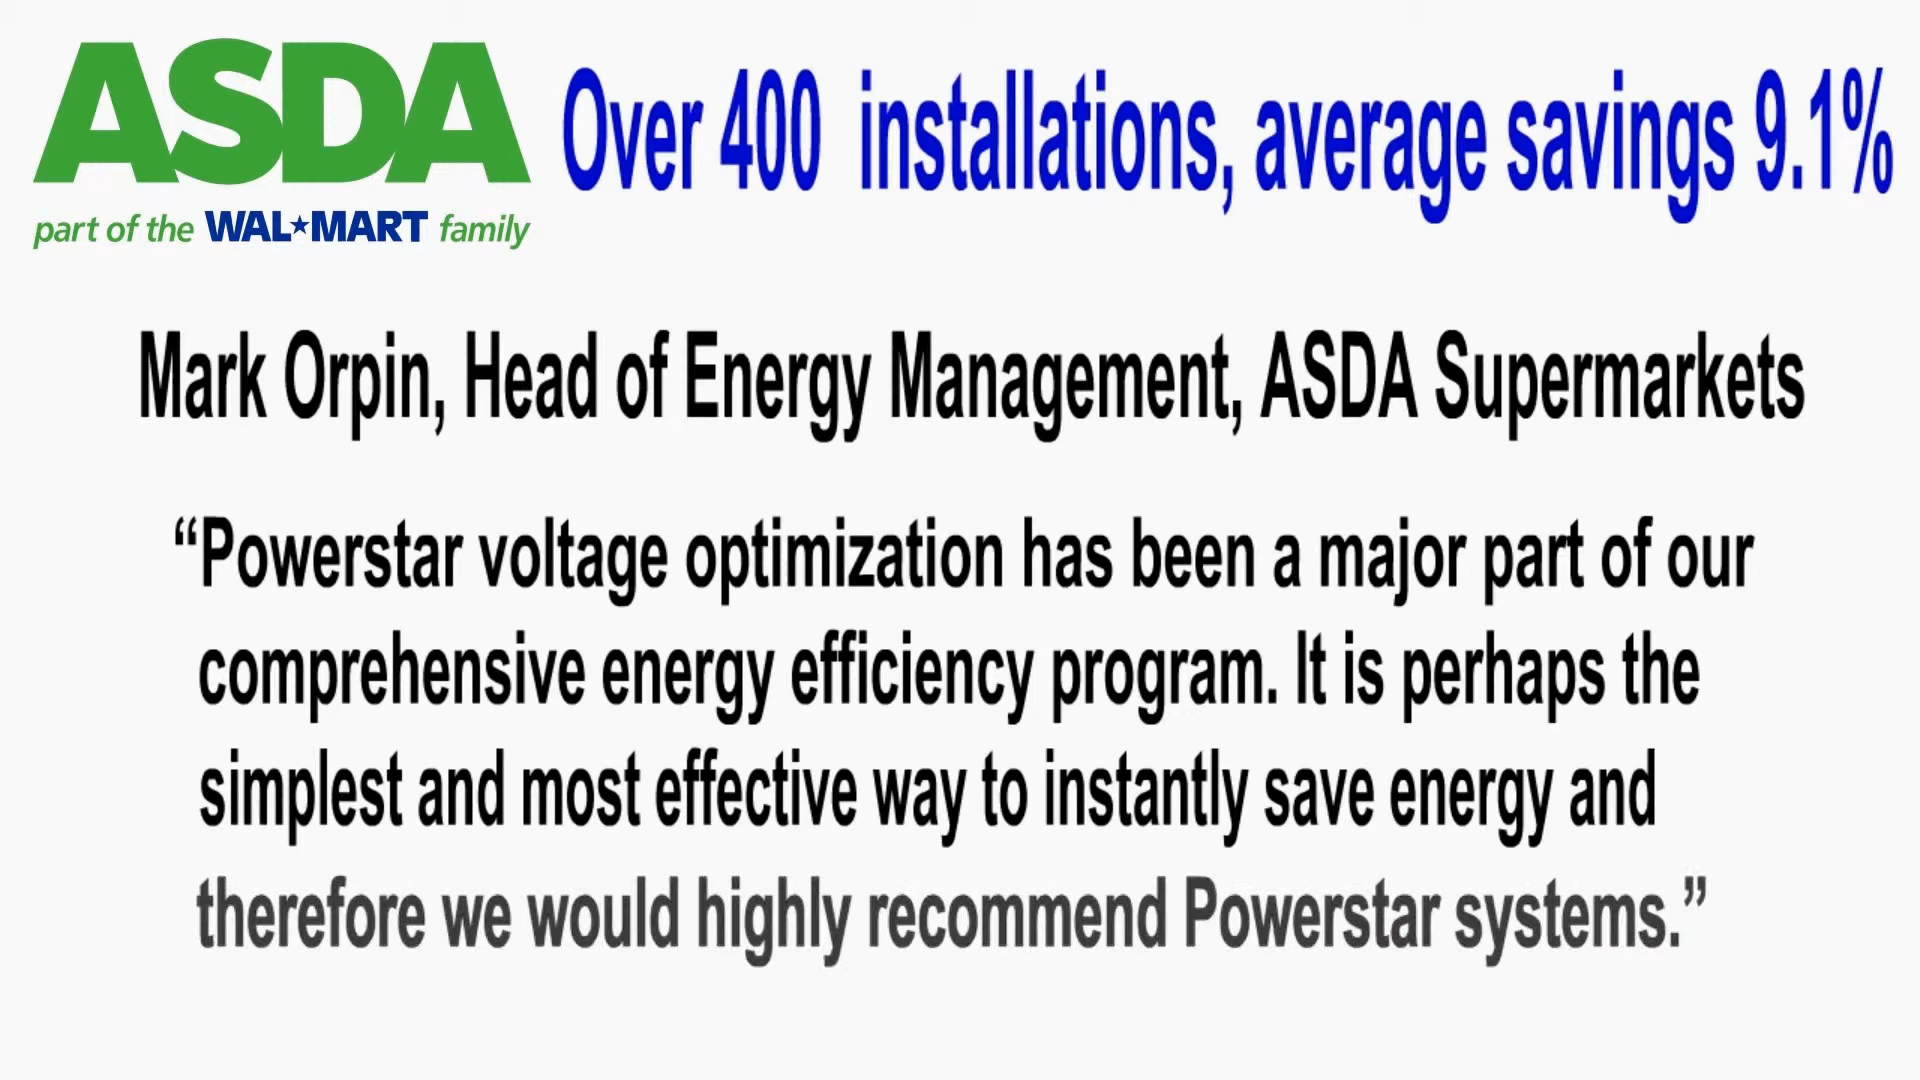 ASDA
part of the WAL★MART family
Over 400 installations, average savings 9.1%
Mark Orpin, Head of Energy Management, ASDA Supermarkets
“Powerstar voltage optimization has been a major part of our
comprehensive energy efficiency program. It is perhaps the
simplest and most effective way to instantly save energy and
therefore we would highly recommend Powerstar systems.”